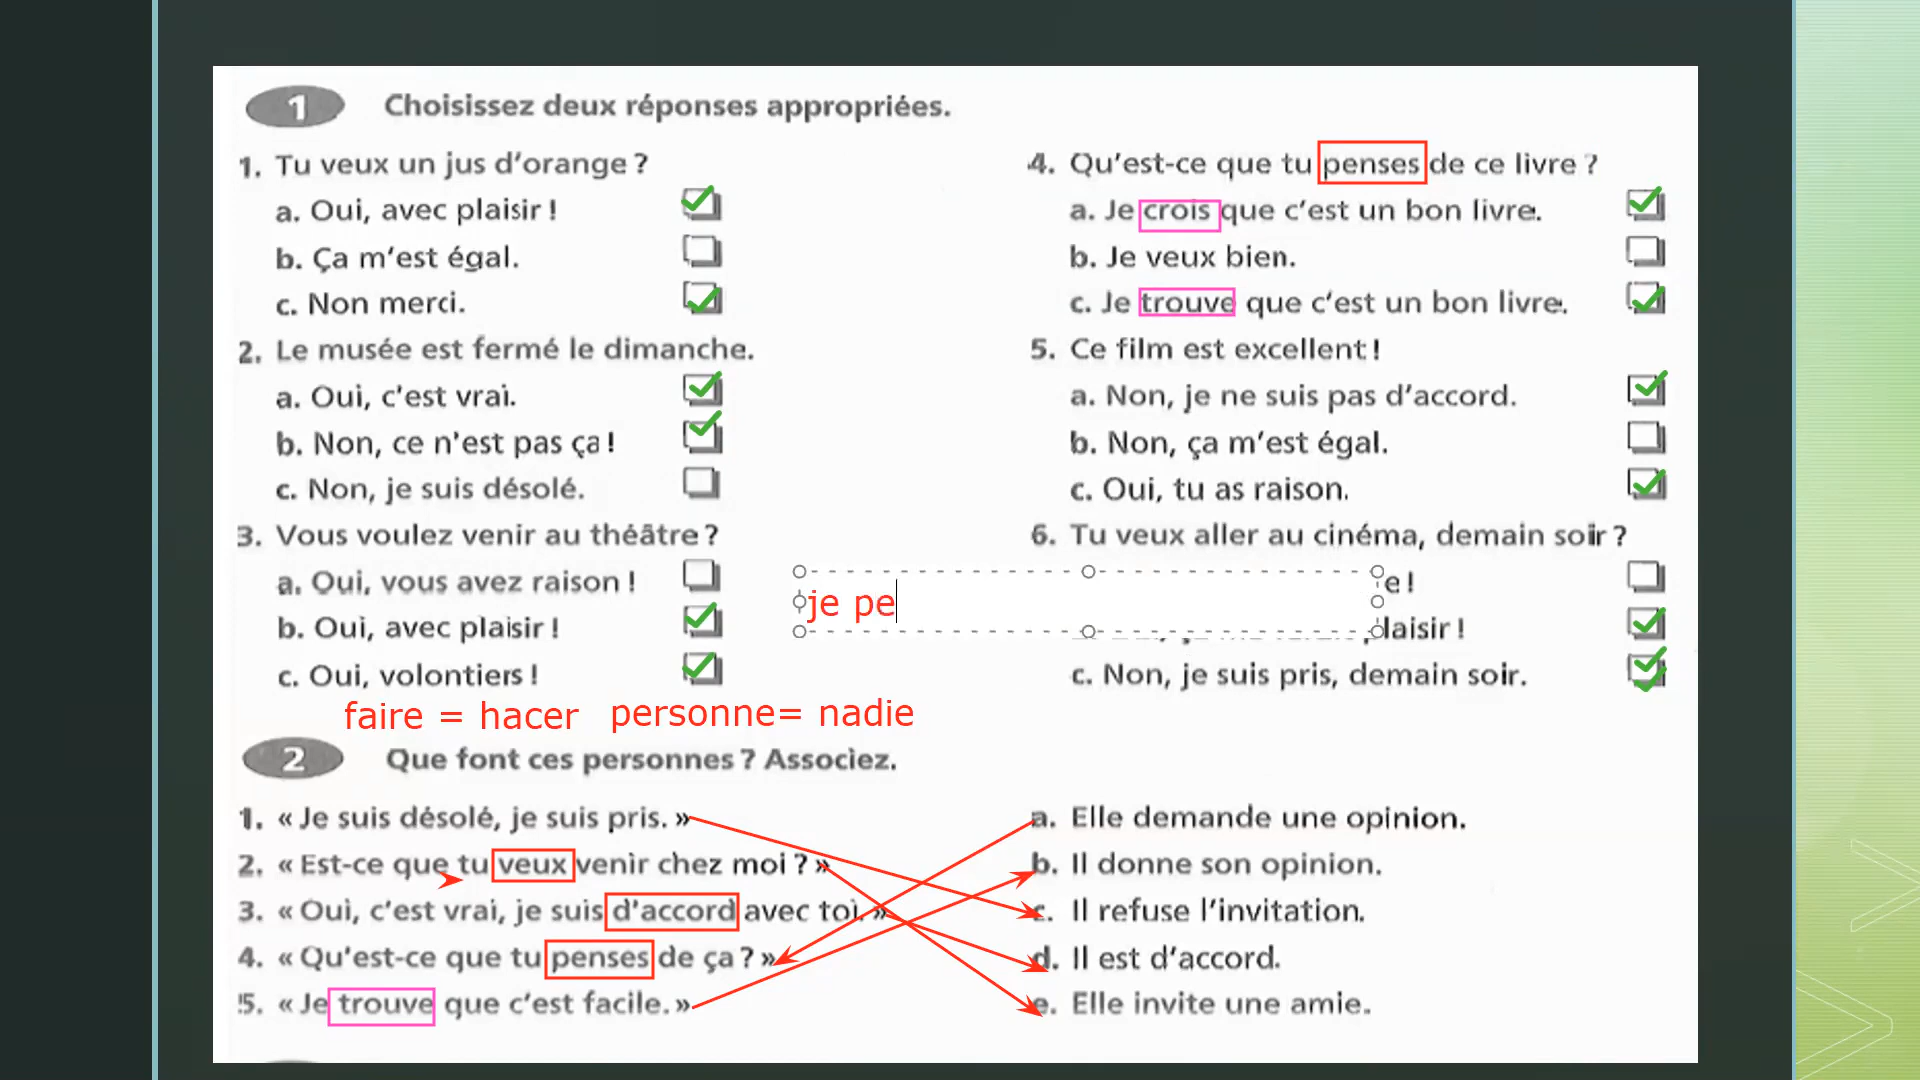 1 Choisissez deux réponses appropriées.
1. Tu veux un jus d'orange ?
a. Oui, avec plaisir !
b. Ça m'est égal.
c. Non merci.
2. Le musée est fermé le dimanche.
a. Oui, c'est vrai.
b. Non, ce n'est pas ça !
c. Non, je suis désolé.
3. Vous voulez venir au théâtre ?
a. Oui, vous avez raison !
b. Oui, avec plaisir !
c. Oui, volontiers !
4. Qu'est-ce que tu penses de ce livre ?
a. Je crois que c'est un bon livre.
b. Je veux bien.
c. Je trouve que c'est un bon livre.
5. Ce film est excellent !
a. Non, je ne suis pas d'accord.
b. Non, ça m'est égal.
c. Oui, tu as raison.
6. Tu veux aller au cinéma, demain soir ?
e !
laisir !
c. Non, je suis pris, demain soir.
je pe
faire = hacer personne= nadie
2 Que font ces personnes ? Associez.
1. « Je suis désolé, je suis pris. »
2. « Est-ce que tu veux venir chez moi ? »
3. « Oui, c'est vrai, je suis d'accord avec toi. »
4. « Qu'est-ce que tu penses de ça ? »
5. « Je trouve que c'est facile. »
a. Elle demande une opinion.
b. Il donne son opinion.
c. Il refuse l'invitation.
d. Il est d'accord.
e. Elle invite une amie.